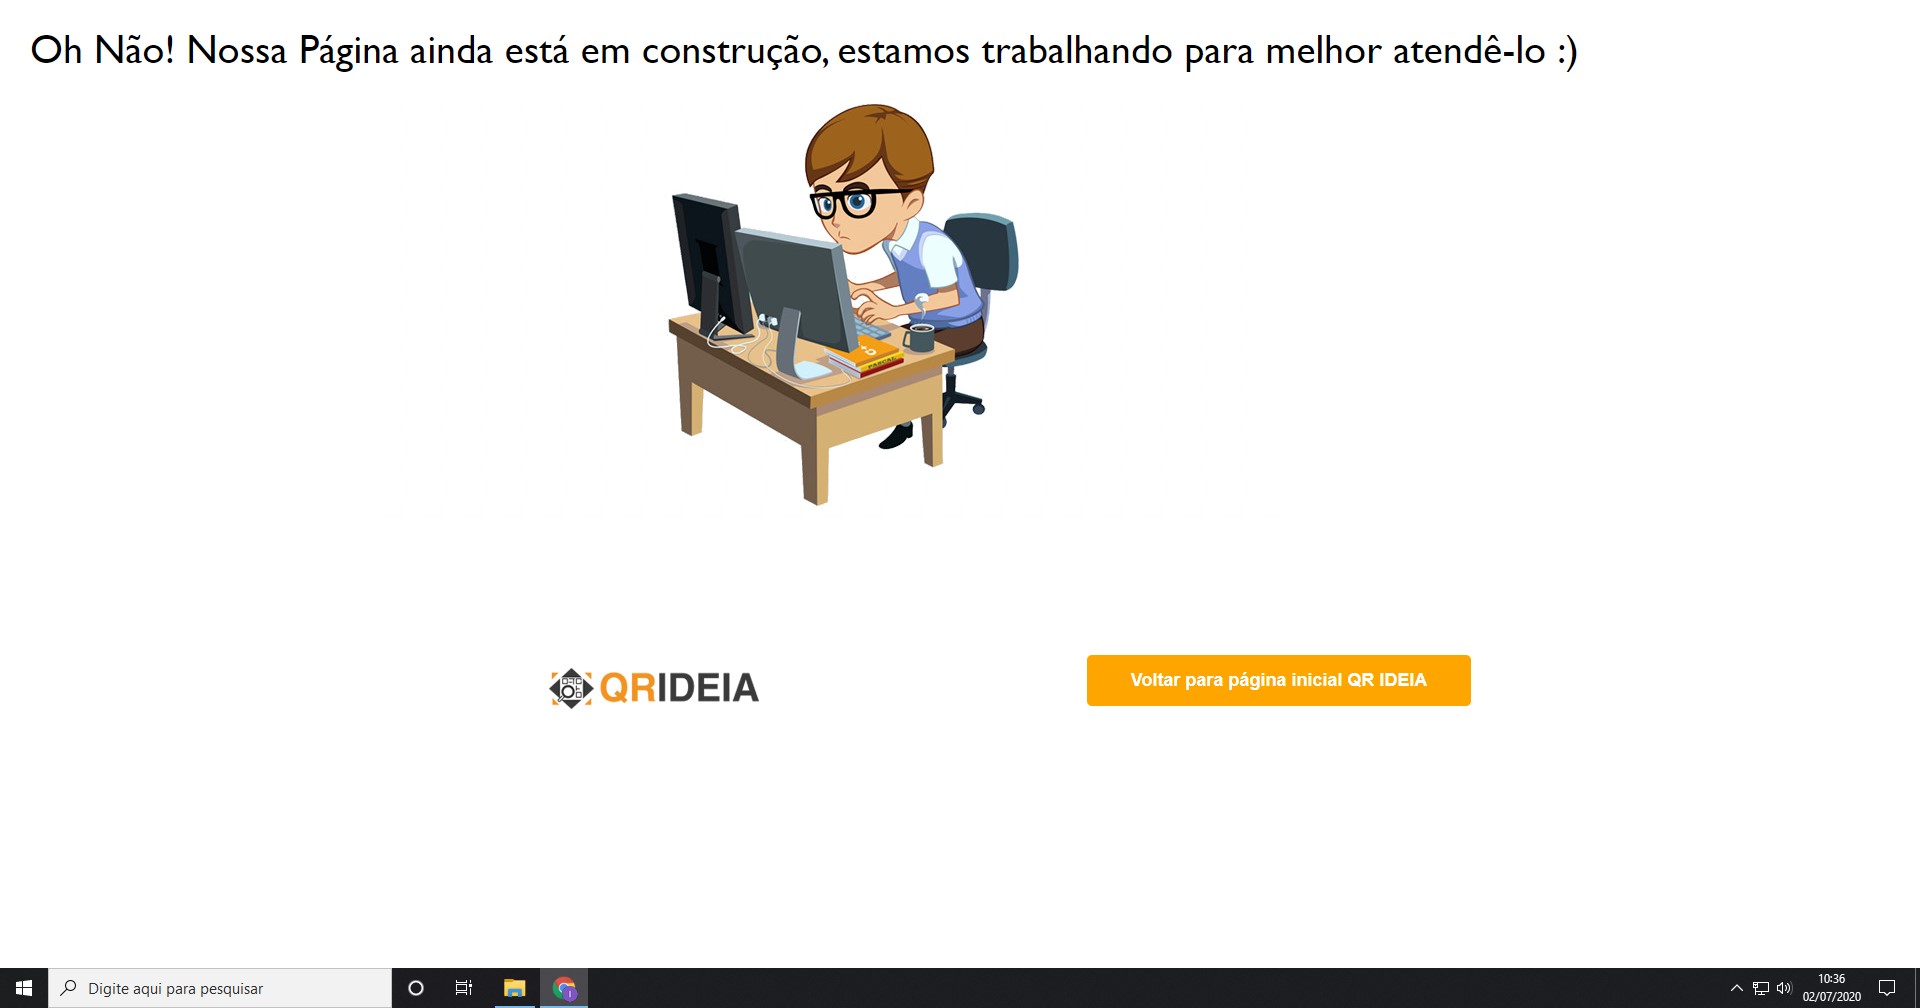 Oh Não! Nossa Página ainda está em construção, estamos trabalhando para melhor atendê-lo :)
PASCAL
QRIDEIA
Voltar para página inicial QR IDEIA
Digite aqui para pesquisar
10:36
02/07/2020